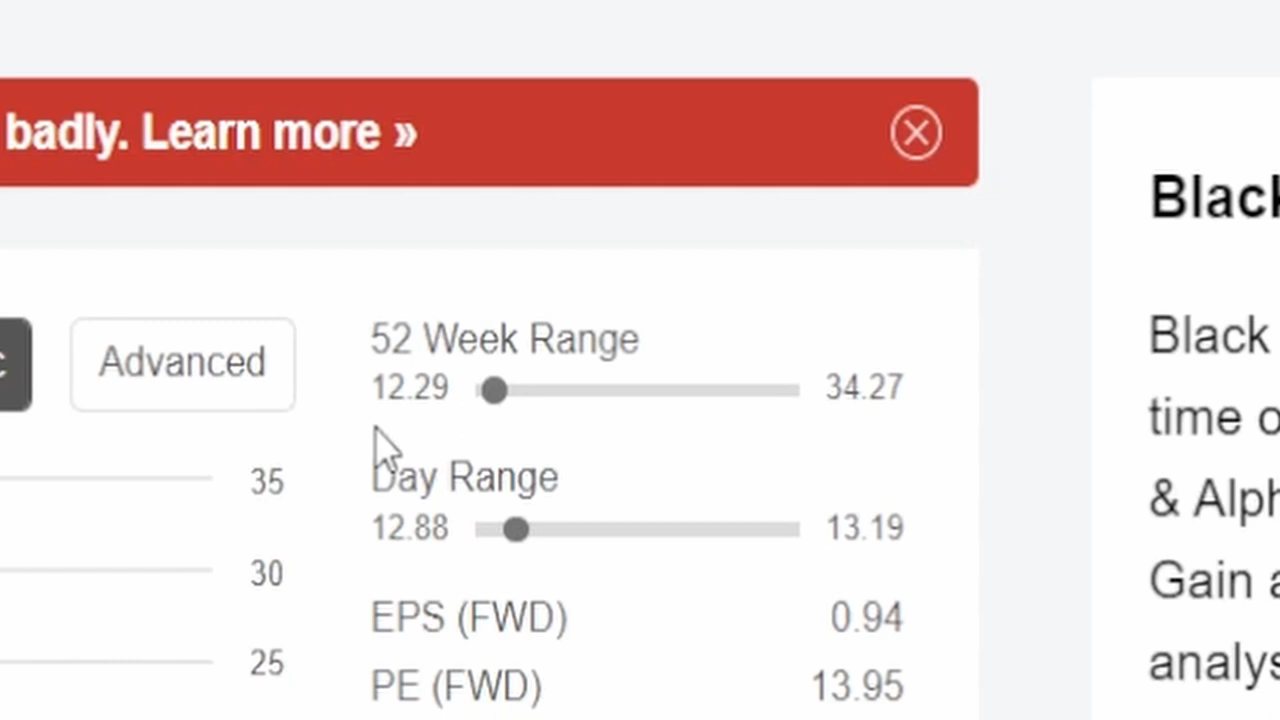 badly. Learn more »
Advanced
52 Week Range
12.29 34.27
Day Range
12.88 13.19
EPS (FWD) 0.94
PE (FWD) 13.95
35
30
25
Black
time o
& Alph
Gain a
analys